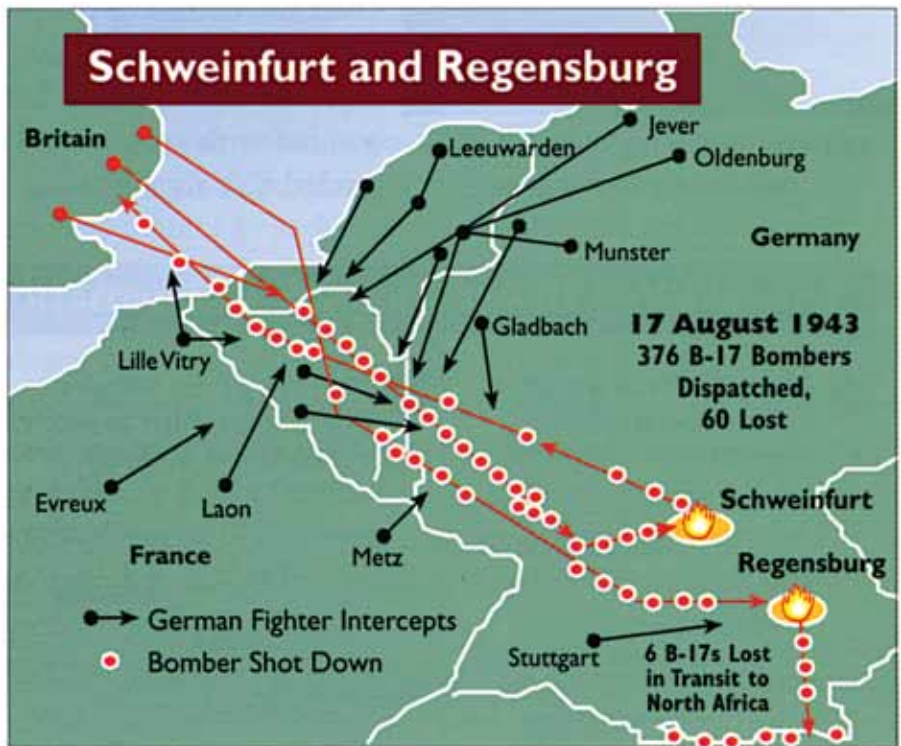 Schweinfurt and Regensburg
Britain
Jever
Leeuwarden
Oldenburg
Munster
Germany
Gladbach
17 August 1943
376 B-17 Bombers
Dispatched,
60 Lost
Lille Vitry
Evreux
Laon
Schweinfurt
Metz
France
Regensburg
German Fighter Intercepts
Stuttgart
6 B-17s Lost
in Transit to
North Africa
Bomber Shot Down